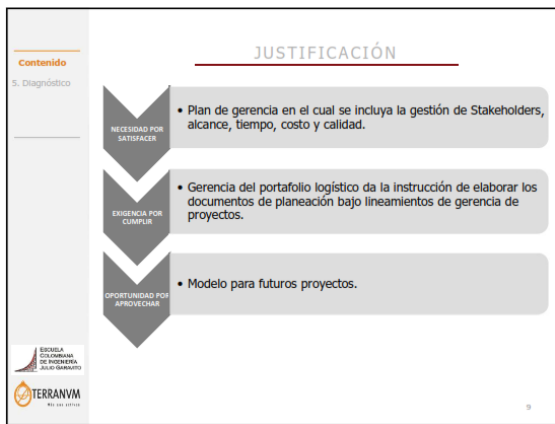 JUSTIFICACIÓN
Contenido
5. Diagnóstico
NECESIDAD POR
SATISFACER
• Plan de gerencia en el cual se incluya la gestión de Stakeholders,
alcance, tiempo, costo y calidad.
EXIGENCIA POR
CUMPLIR
• Gerencia del portafolio logístico da la instrucción de elaborar los
documentos de planeación bajo lineamientos de gerencia de
proyectos.
OPORTUNIDAD POR
APROVECHAR
• Modelo para futuros proyectos.
ESCUELA
COLOMBIANA
DE INGENIERÍA
JULIO GARAVITO
TERRANVM
9